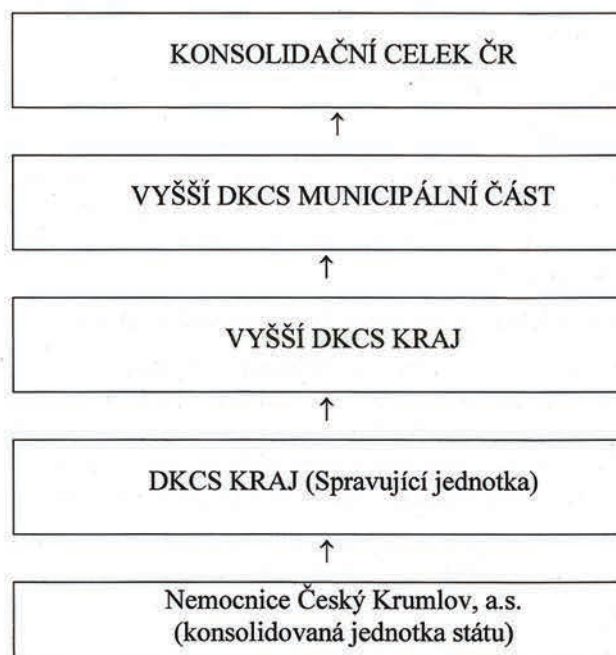 KONSOLIDAČNÍ CELEK ČR
↑
VYŠŠÍ DKCS MUNICIPÁLNÍ ČÁST
↑
VYŠŠÍ DKCS KRAJ
↑
DKCS KRAJ (Spravující jednotka)
↑
Nemocnice Český Krumlov, a.s.
(konsolidovaná jednotka státu)